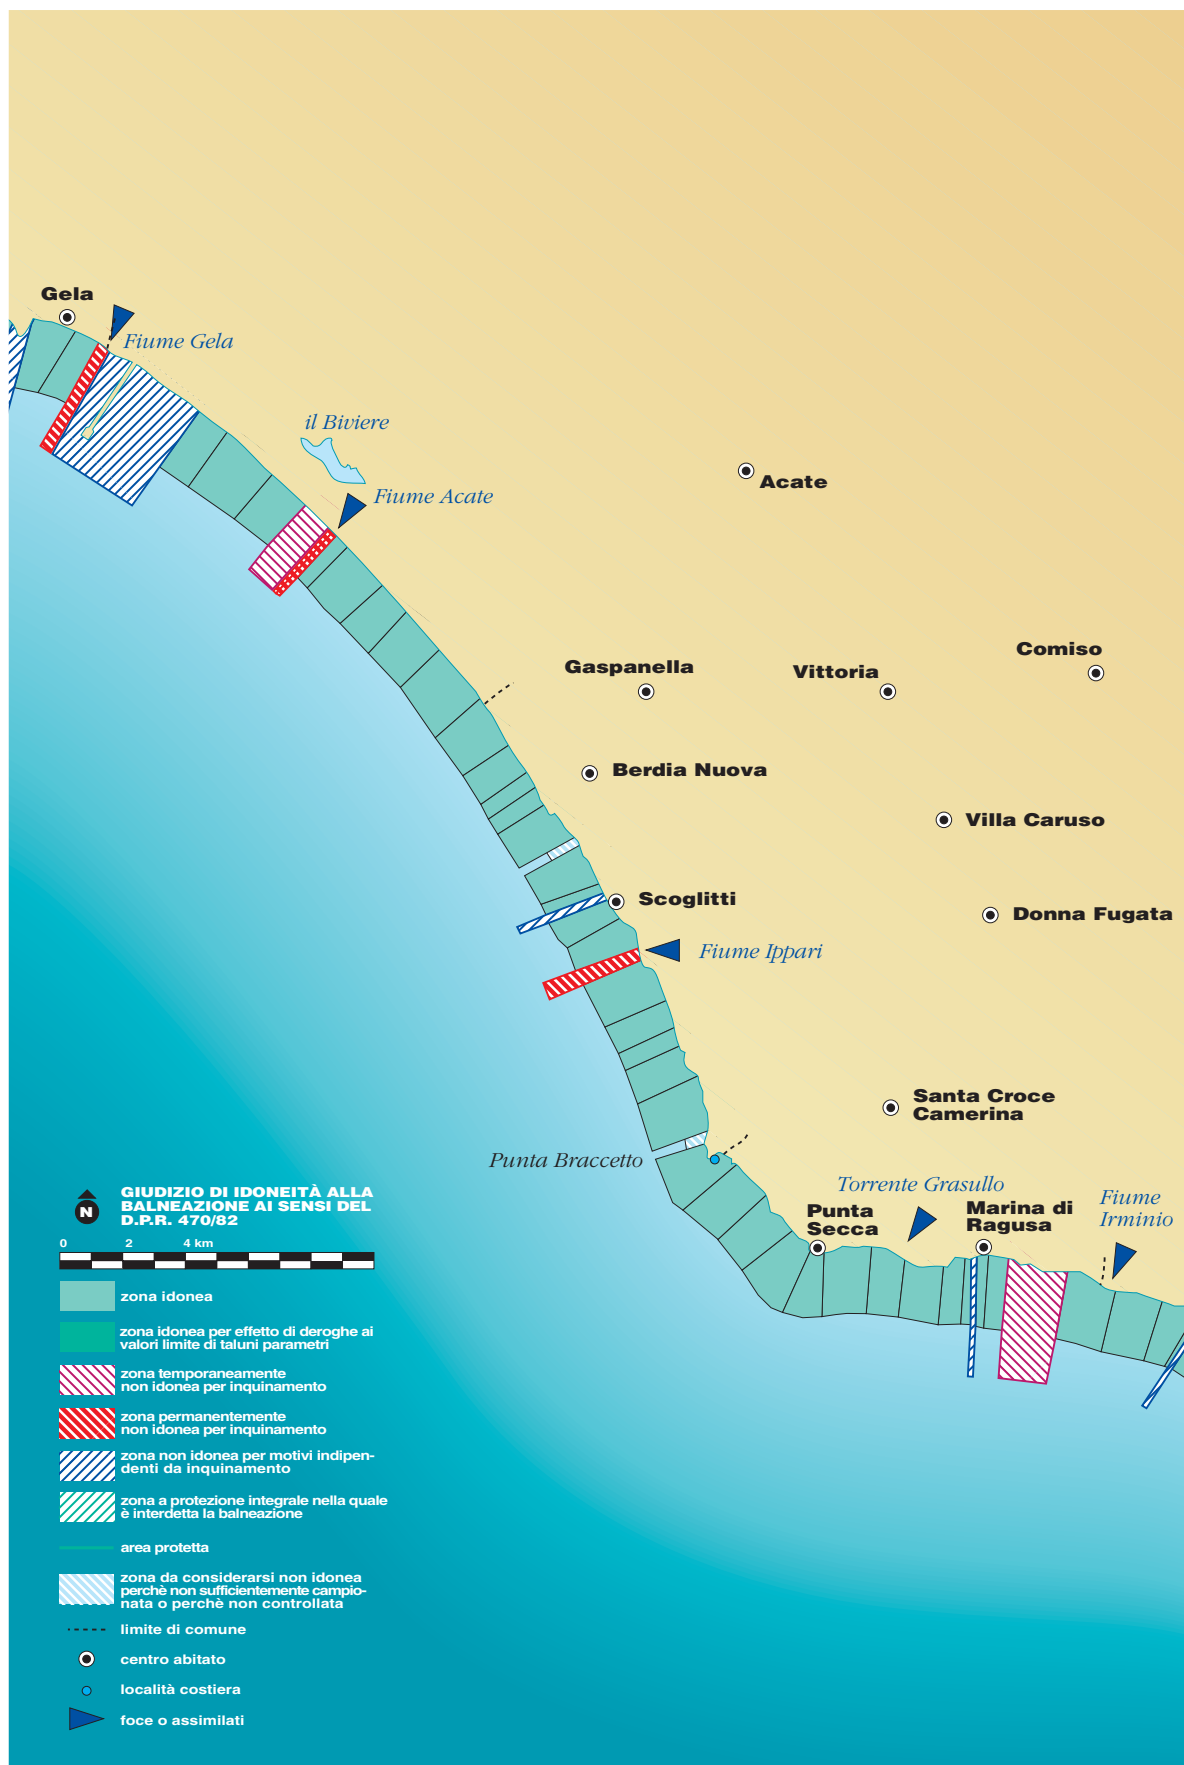 Gela
Fiume Gela
il Biviere
Fiume Acate
Acate
Gaspanella
Vittoria
Comiso
Berdia Nuova
Villa Caruso
Scoglitti
Donna Fugata
Fiume Ippari
Santa Croce
Camerina
Punta Braccetto
Torrente Grasullo
Punta
Secca
Marina di
Ragusa
Fiume
Irminio
N
GIUDIZIO DI IDONEITÀ ALLA
BALNEAZIONE AI SENSI DEL
D.P.R. 470/82
0 2 4 km
zona idonea
zona idonea per effetto di deroghe ai
valori limite di taluni parametri
zona temporaneamente
non idonea per inquinamento
zona permanentemente
non idonea per inquinamento
zona non idonea per motivi indipen-
denti da inquinamento
zona a protezione integrale nella quale
è interdetta la balneazione
area protetta
zona da considerarsi non idonea
perchè non sufficientemente campio-
nata o perchè non controllata
limite di comune
centro abitato
località costiera
foce o assimilati